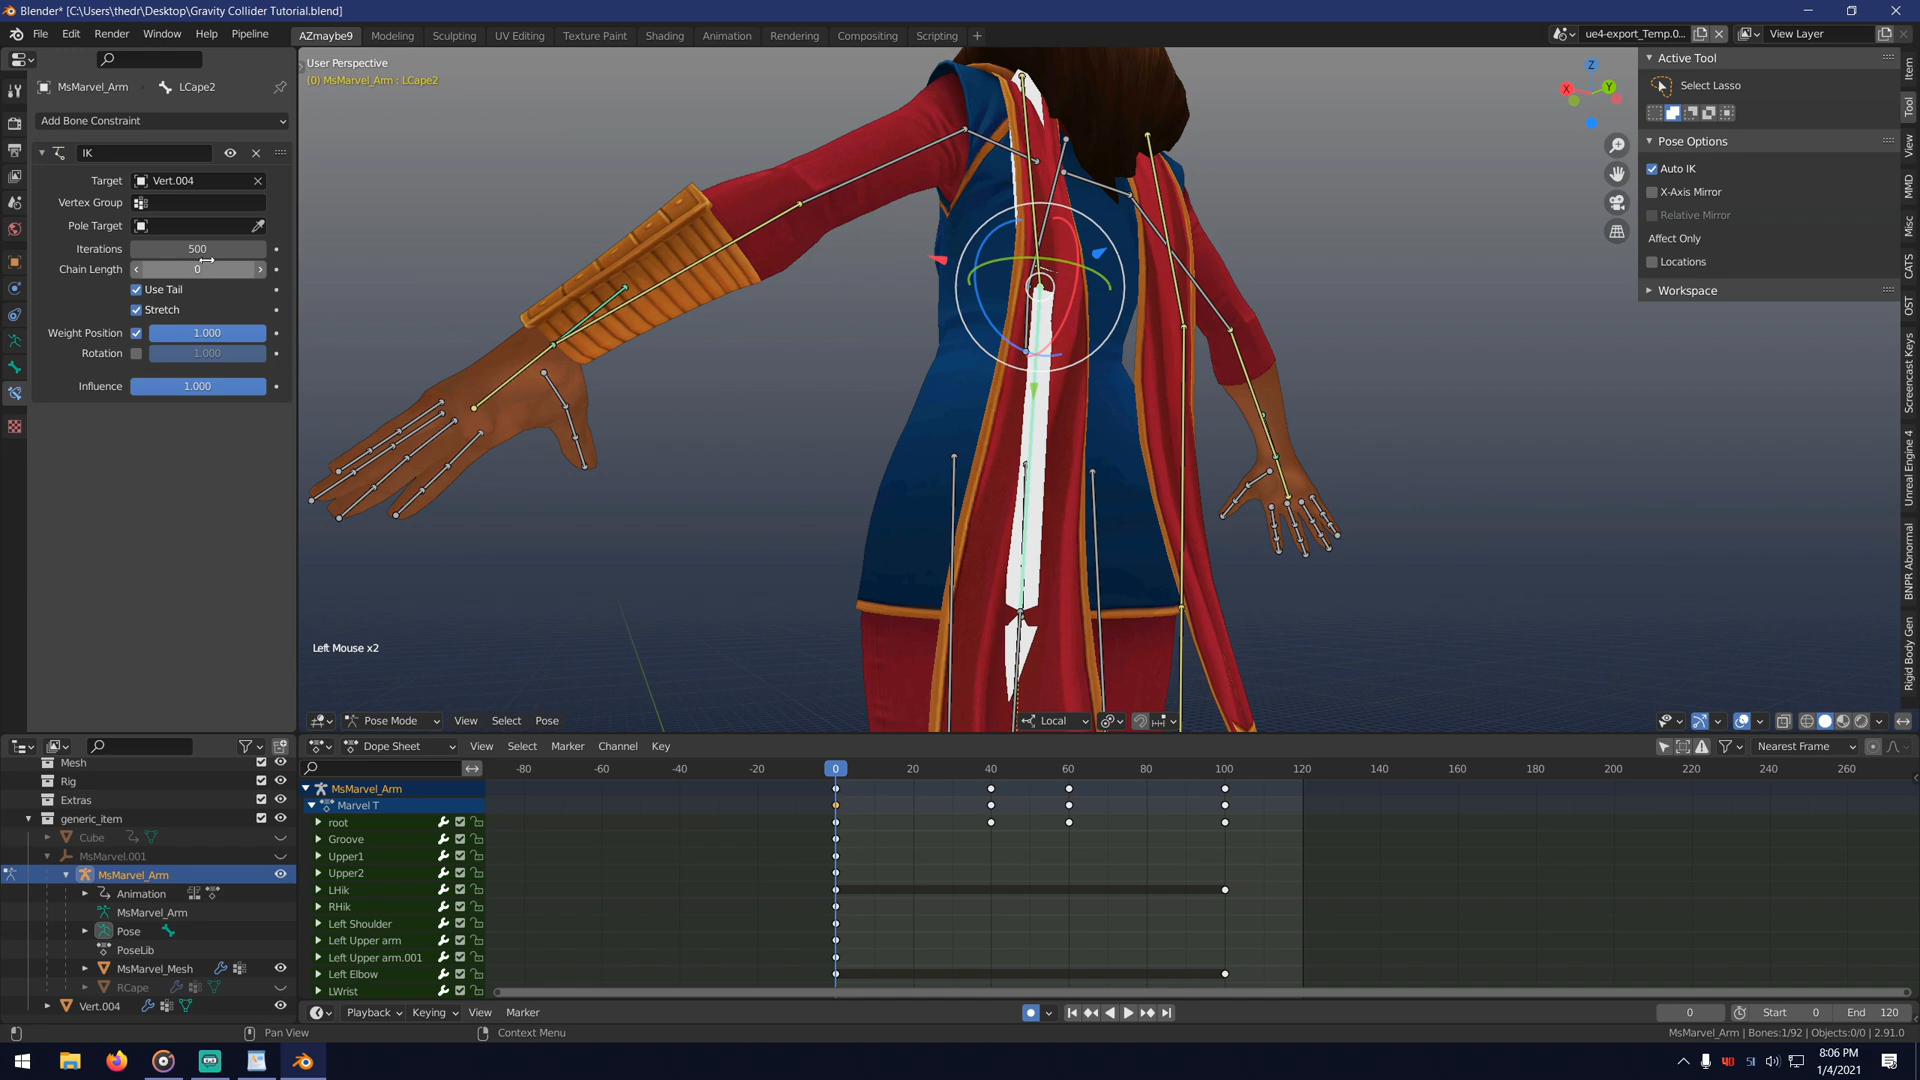 Blender* [C:\Users\thedr\Desktop\Gravity Collider Tutorial.blend]
File Edit Render Window Help Pipeline
AZmaybe9 Modeling Sculpting UV Editing Texture Paint Shading Animation Rendering Compositing Scripting +
ue4-export_Temp.0... View Layer
MsMarvel_Arm LCape2
Add Bone Constraint
IK
Target Vert.004
Vertex Group
Pole Target
Iterations 500
Chain Length 0
Use Tail
Stretch
Weight Position 1.000
Rotation 1.000
Influence 1.000
User Perspective
(0) MsMarvel_Arm : LCape2
Z
X Y
Left Mouse x2
Active Tool
Select Lasso
Pose Options
Auto IK
X-Axis Mirror
Relative Mirror
Affect Only
Locations
Workspace
Item
Tool
View
MMD
Misc
CATS
OST
Screencast Keys
Unreal Engine 4
BNPR Abnormal
Rigid Body Gen
Pose Mode View Select Pose Local
Dope Sheet View Select Marker Channel Key Nearest Frame
-80 -60 -40 -20 0 20 40 60 80 100 120 140 160 180 200 220 240 260
Mesh
Rig
Extras
generic_item
Cube
MsMarvel.001
MsMarvel_Arm
Animation
MsMarvel_Arm
Pose
PoseLib
MsMarvel_Mesh
RCape
Vert.004
MsMarvel_Arm
Marvel T
root
Groove
Upper1
Upper2
LHik
RHik
Left Shoulder
Left Upper arm
Left Upper arm.001
Left Elbow
LWrist
Playback Keying View Marker 0 Start 0 End 120
Pan View Context Menu MsMarvel_Arm | Bones:1/92 | Objects:0/0 | 2.91.0
8:06 PM
1/4/2021